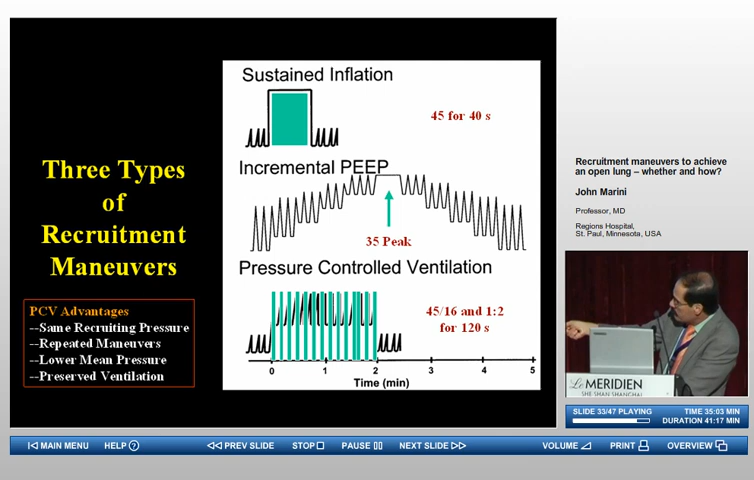 Three Types
of
Recruitment
Maneuvers
PCV Advantages
--Same Recruiting Pressure
--Repeated Maneuvers
--Lower Mean Pressure
--Preserved Ventilation
Sustained Inflation
45 for 40 s
Incremental PEEP
35 Peak
Pressure Controlled Ventilation
45/16 and 1:2
for 120 s
0 1 2 3 4 5
Time (min)
Recruitment maneuvers to achieve
an open lung – whether and how?
John Marini
Professor, MD
Regions Hospital,
St. Paul, Minnesota, USA
Le MERIDIEN
SHE SHAN SHANGHAI
SLIDE 33/47 PLAYING TIME 35:03 MIN
DURATION 41:17 MIN
MAIN MENU HELP ? PREV SLIDE STOP PAUSE NEXT SLIDE VOLUME PRINT OVERVIEW